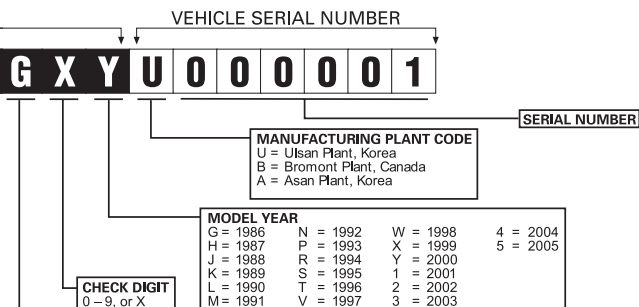 VEHICLE SERIAL NUMBER
G X Y U 0 0 0 0 0 1
SERIAL NUMBER
MANUFACTURING PLANT CODE
U = Ulsan Plant, Korea
B = Bromont Plant, Canada
A = Asan Plant, Korea
MODEL YEAR
G = 1986 N = 1992 W = 1998 4 = 2004
H = 1987 P = 1993 X = 1999 5 = 2005
J = 1988 R = 1994 Y = 2000
K = 1989 S = 1995 1 = 2001
L = 1990 T = 1996 2 = 2002
M = 1991 V = 1997 3 = 2003
CHECK DIGIT
0 – 9, or X